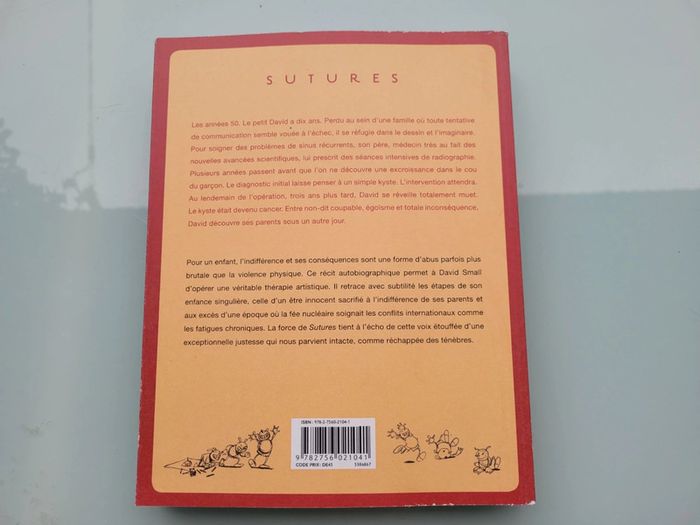 SUTURES
Les années 50. Le petit David a dix ans. Perdu au sein d'une famille où toute tentative
de communication semble vouée à l'échec, il se réfugie dans le dessin et l'imaginaire.
Pour soigner des problèmes de sinus récurrents, son père, médecin très au fait des
nouvelles avancées scientifiques, lui prescrit des séances intensives de radiographie.
Plusieurs années passent avant que l'on ne découvre une excroissance dans le cou
du garçon. Le diagnostic initial laisse penser à un simple kyste. L'intervention attendra.
Au lendemain de l'opération, trois ans plus tard, David se réveille totalement muet.
Le kyste était devenu cancer. Entre non-dit coupable, égoïsme et totale inconséquence,
David découvre ses parents sous un autre jour.
Pour un enfant, l'indifférence et ses conséquences sont une forme d'abus parfois plus
brutale que la violence physique. Ce récit autobiographique permet à David Small
d'opérer une véritable thérapie artistique. Il retrace avec subtilité les étapes de son
enfance singulière, celle d'un être innocent sacrifié à l'indifférence de ses parents et
aux excès d'une époque où la fée nucléaire soignait les conflits internationaux comme
les fatigues chroniques. La force de Sutures tient à l'écho de cette voix étouffée d'une
exceptionnelle justesse qui nous parvient intacte, comme réchappée des ténèbres.
ISBN : 978-2-7560-2104-1
9 782756 021041
CODE PRIX : DE45 5386867